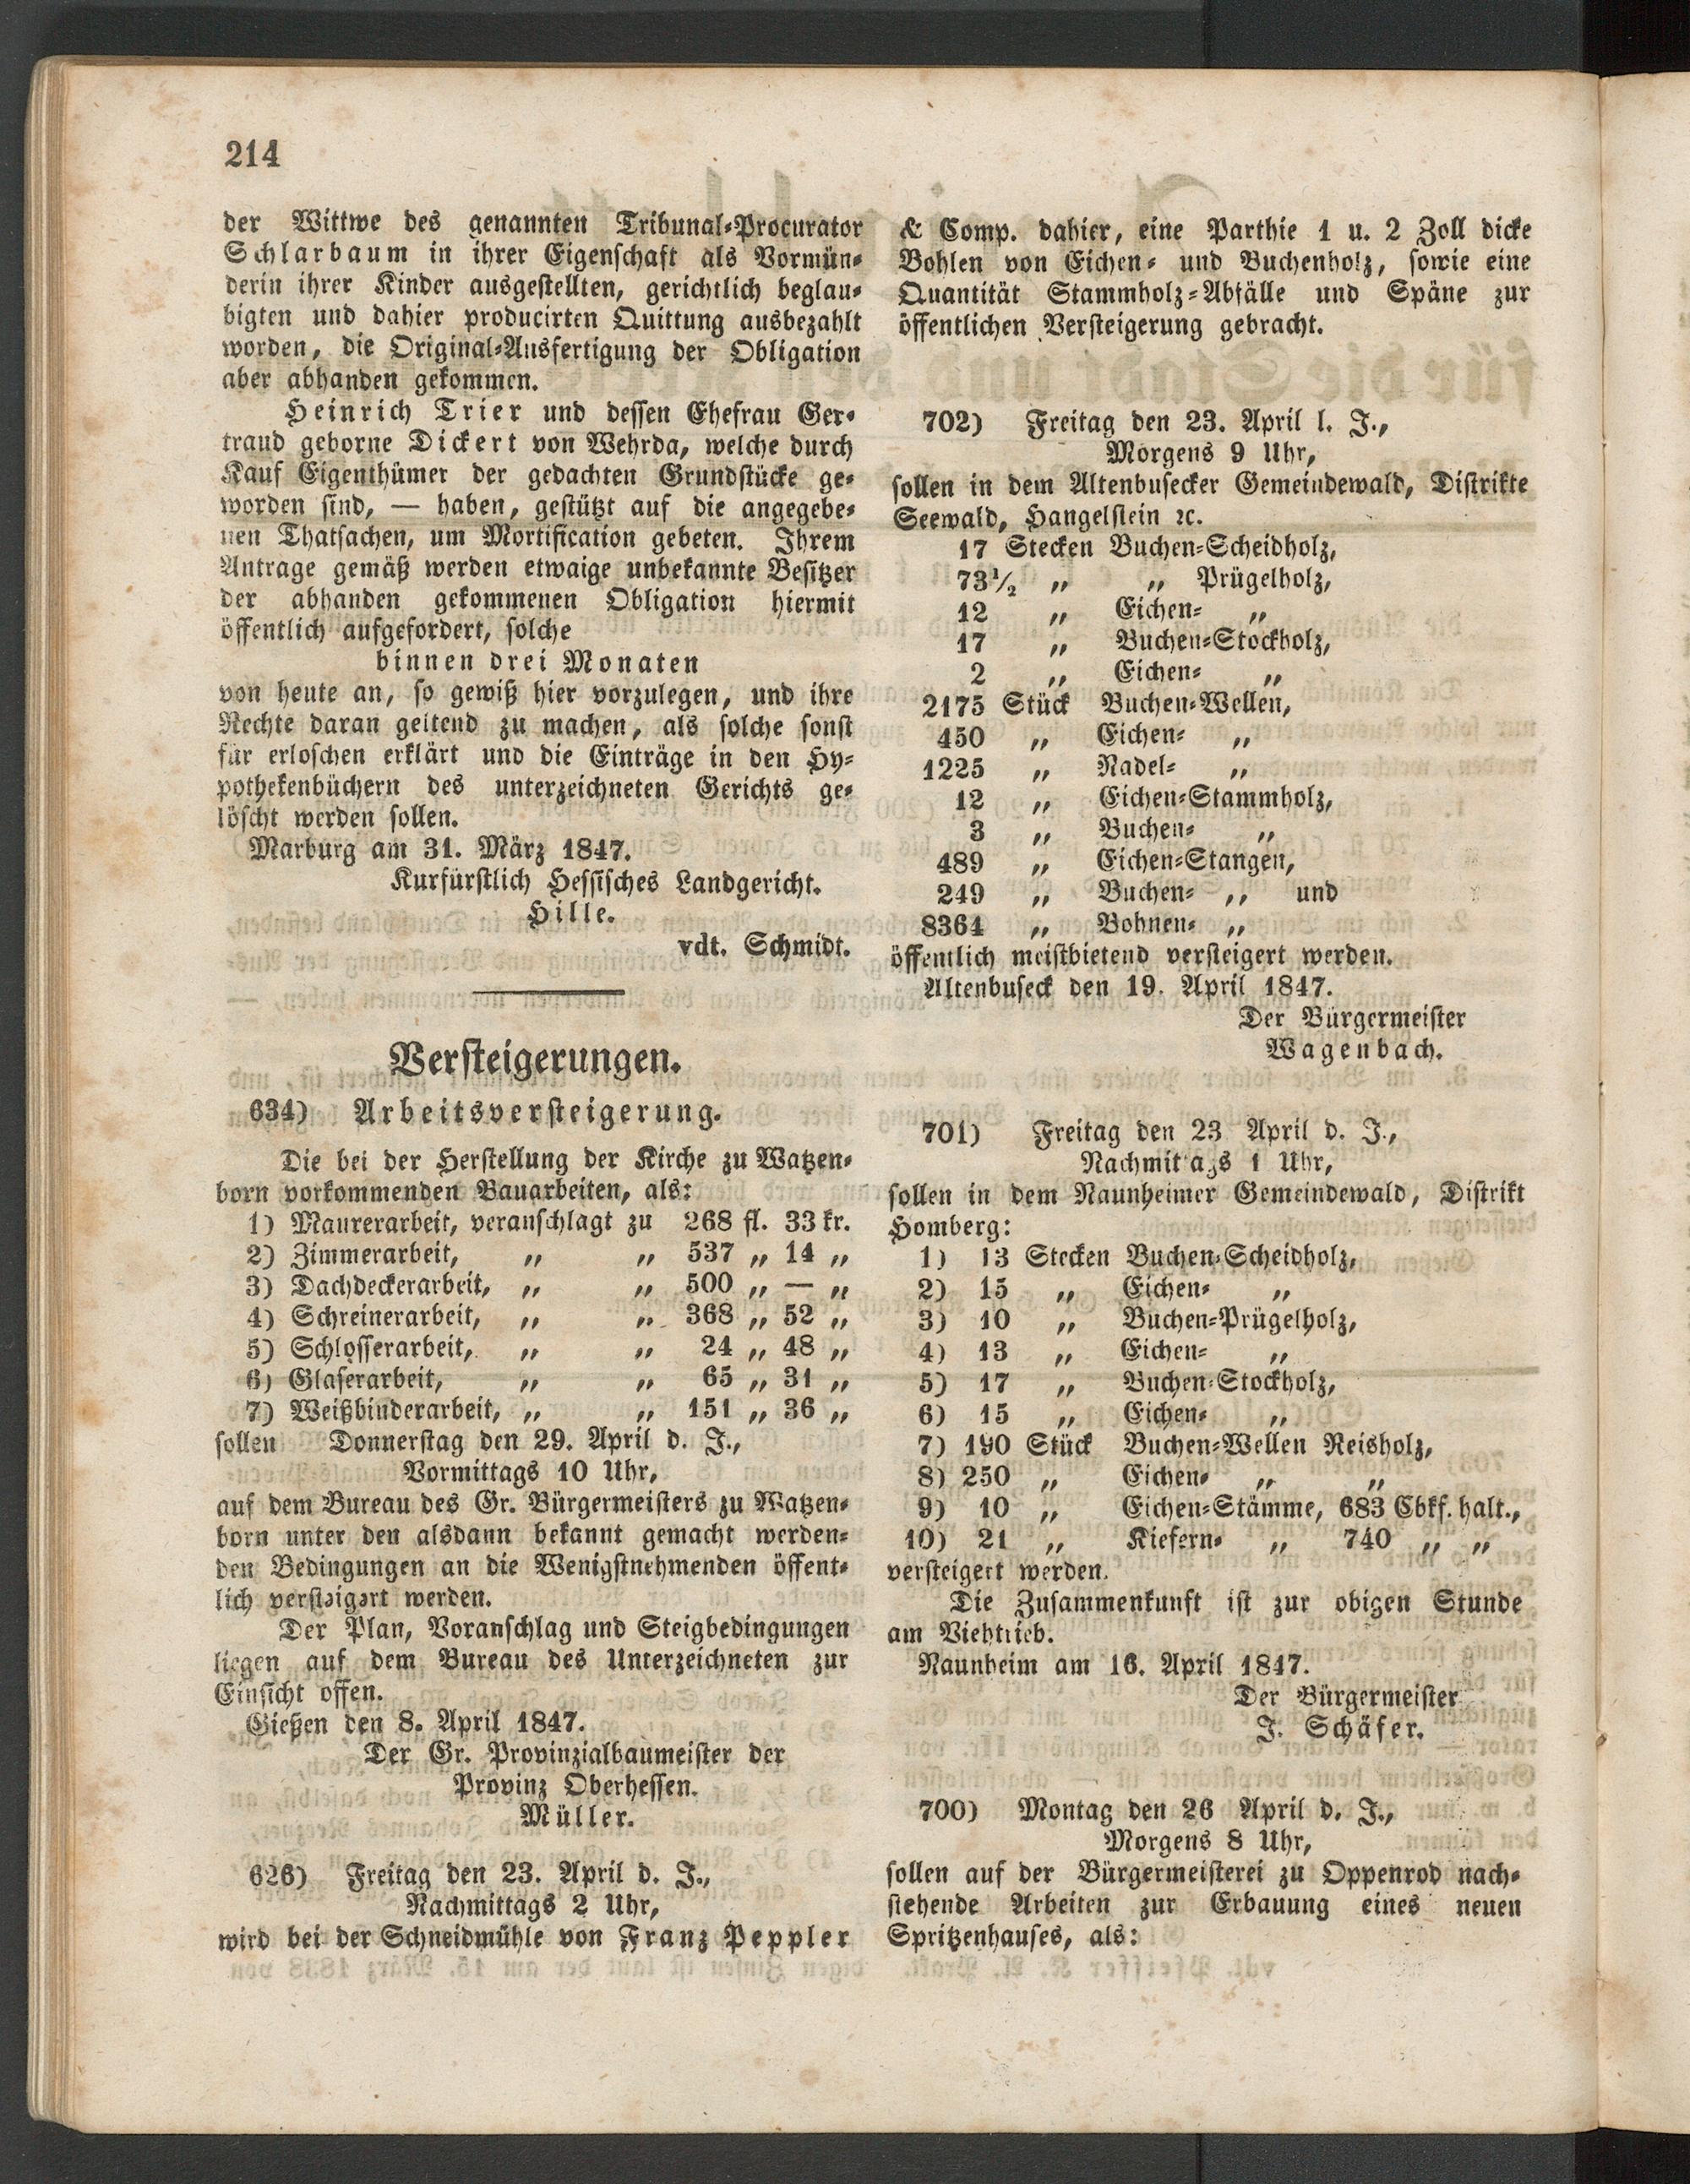 214
der Wittwe des genannten Tribunal-Procurator
Schlarbaum in ihrer Eigenschaft als Vormün-
derin ihrer Kinder ausgestellten, gerichtlich beglau-
bigten und dahier producirten Quittung ausbezahlt
worden, die Original-Ausfertigung der Obligation
aber abhanden gekommen.
Heinrich Trier und dessen Ehefrau Ger-
traud geborne Dickert von Wehrda, welche durch
Kauf Eigenthümer der gedachten Grundstücke ge-
worden sind, — haben, gestützt auf die angegebe-
nen Thatsachen, um Mortification gebeten. Ihrem
Antrage gemäß werden etwaige unbekannte Besitzer
der abhanden gekommenen Obligation hiermit
öffentlich aufgefordert, solche
binnen drei Monaten
von heute an, so gewiß hier vorzulegen, und ihre
Rechte daran geltend zu machen, als solche sonst
für erloschen erklärt und die Einträge in den Hy-
pothekenbüchern des unterzeichneten Gerichts ge-
löscht werden sollen.
Marburg am 31. März 1847.
Kurfürstlich Hessisches Landgericht.
Hille.
vdt. Schmidt.
Versteigerungen.
634) Arbeitsversteigerung.
Die bei der Herstellung der Kirche zu Watzen-
born vorkommenden Bauarbeiten, als:
1) Maurerarbeit, veranschlagt zu 268 fl. 33 kr.
2) Zimmerarbeit, „ „ 537 „ 14 „
3) Dachdeckerarbeit, „ „ 500 „ — „
4) Schreinerarbeit, „ „ 368 „ 52 „
5) Schlosserarbeit, „ „ 24 „ 48 „
6) Glaserarbeit, „ „ 65 „ 31 „
7) Weißbinderarbeit, „ „ 151 „ 36 „
sollen Donnerstag den 29. April d. J.,
Vormittags 10 Uhr,
auf dem Bureau des Gr. Bürgermeisters zu Watzen-
born unter den alsdann bekannt gemacht werden-
den Bedingungen an die Wenigstnehmenden öffent-
lich versteigert werden.
Der Plan, Voranschlag und Steigbedingungen
liegen auf dem Bureau des Unterzeichneten zur
Einsicht offen.
Gießen den 8. April 1847.
Der Gr. Provinzialbaumeister der
Provinz Oberhessen.
Müller.
626) Freitag den 23. April d. J.,
Nachmittags 2 Uhr,
wird bei der Schneidmühle von Franz Peppler
& Comp. dahier, eine Parthie 1 u. 2 Zoll dicke
Bohlen von Eichen- und Buchenholz, sowie eine
Quantität Stammholz-Abfälle und Späne zur
öffentlichen Versteigerung gebracht.
702) Freitag den 23. April l. J.,
Morgens 9 Uhr,
sollen in dem Altenbusecker Gemeindewald, Distrikte
Seewald, Hangelstein ꝛc.
17 Stecken Buchen-Scheidholz,
73½ „ „ Prügelholz,
12 „ Eichen- „
17 „ Buchen-Stockholz,
2 „ Eichen- „
2175 Stück Buchen-Wellen,
450 „ Eichen- „
1225 „ Nadel- „
12 „ Eichen-Stammholz,
3 „ Buchen- „
489 „ Eichen-Stangen,
249 „ Buchen- „ und
8364 „ Bohnen- „
öffentlich meistbietend versteigert werden.
Altenbuseck den 19. April 1847.
Der Bürgermeister
Wagenbach.
701) Freitag den 23 April d. J.,
Nachmittags 1 Uhr,
sollen in dem Naunheimer Gemeindewald, Distrikt
Homberg:
1) 13 Stecken Buchen-Scheidholz,
2) 15 „ Eichen- „
3) 10 „ Buchen-Prügelholz,
4) 13 „ Eichen- „
5) 17 „ Buchen-Stockholz,
6) 15 „ Eichen- „
7) 190 Stück Buchen-Wellen Reisholz,
8) 250 „ Eichen- „ „
9) 10 „ Eichen-Stämme, 683 Cbkf. halt.,
10) 21 „ Kiefern- „ 740 „ „
versteigert werden.
Die Zusammenkunft ist zur obigen Stunde
am Viehtrieb.
Naunheim am 16. April 1847.
Der Bürgermeister
J. Schäfer.
700) Montag den 26 April d. J.,
Morgens 8 Uhr,
sollen auf der Bürgermeisterei zu Oppenrod nach-
stehende Arbeiten zur Erbauung eines neuen
Spritzenhauses, als: